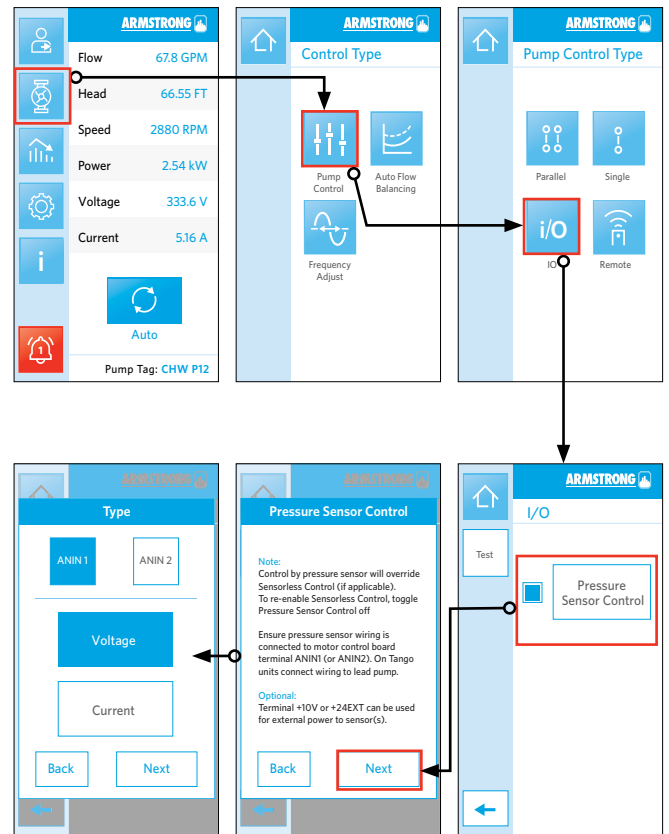 ARMSTRONG
Flow 67.8 GPM
Head 66.55 FT
Speed 2880 RPM
Power 2.54 kW
Voltage 333.6 V
Current 5.16 A
i
1
Auto
Pump Tag: CHW P12
ARMSTRONG
Control Type
Pump
Control
Auto Flow
Balancing
Frequency
Adjust
ARMSTRONG
Pump Control Type
Parallel
Single
i/O
IO
Remote
ARMSTRONG
Type
ANIN 1
ANIN 2
Voltage
Current
Back
Next
ARMSTRONG
Pressure Sensor Control
Note:
Control by pressure sensor will override
Sensorless Control (if applicable).
To re-enable Sensorless Control, toggle
Pressure Sensor Control off
Ensure pressure sensor wiring is
connected to motor control board
terminal ANIN1 (or ANIN2). On Tango
units connect wiring to lead pump.
Optional:
Terminal +10V or +24EXT can be used
for external power to sensor(s).
Back
Next
ARMSTRONG
I/O
Test
Pressure
Sensor Control